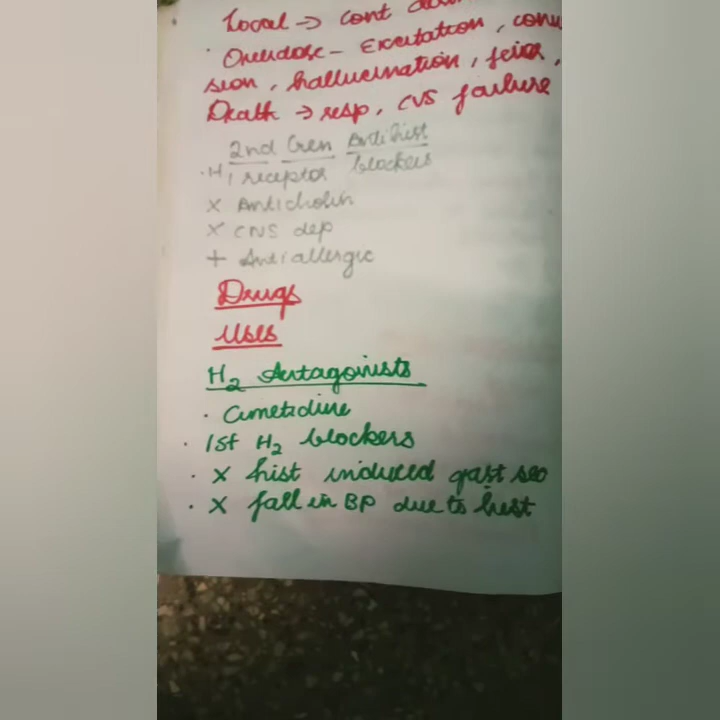 Local → cont
· Overdose - Excitation, conv
sion, hallucination, fever,
Death → resp, CVS failure
2nd Gen Antihist
· H1 receptor blockers
X Anticholin
X CNS dep
+ Antiallergic
Drugs
Uses
H2 Antagonists
· Cimetidine
· 1st H2 blockers
· X hist induced gast sec
· X fall in BP due to hist